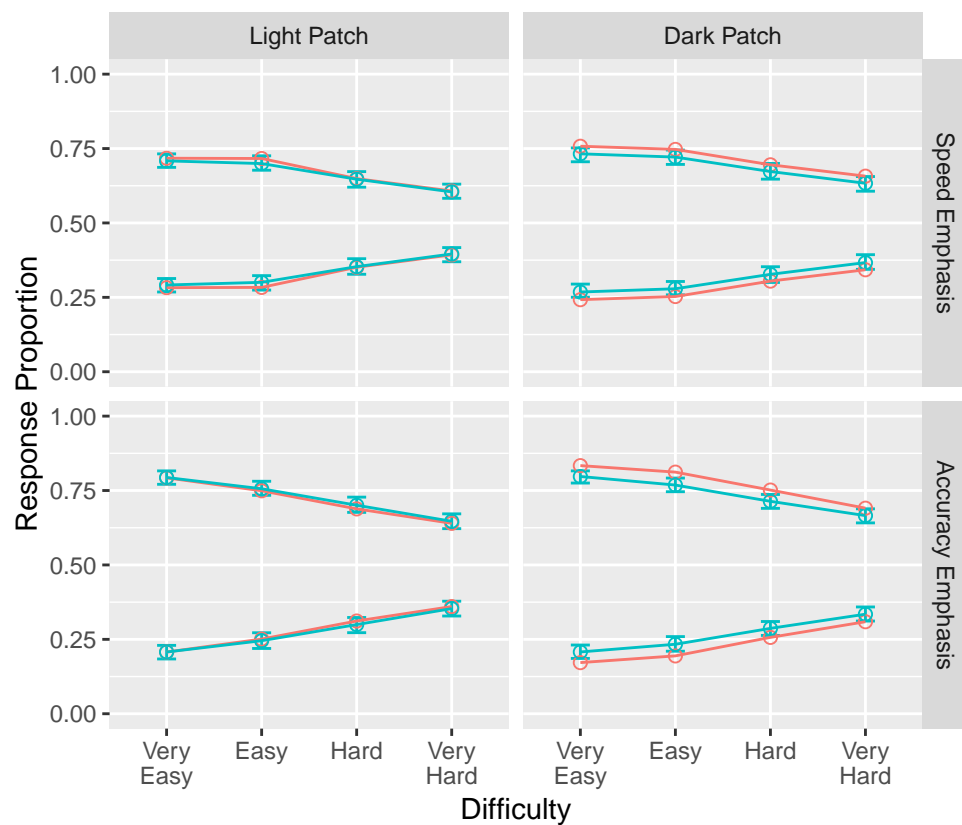 Light Patch
Dark Patch
1.00
0.75
0.50
0.25
0.00
Speed Emphasis
1.00
0.75
0.50
0.25
0.00
Accuracy Emphasis
Response Proportion
Very
Easy
Easy
Hard
Very
Hard
Very
Easy
Easy
Hard
Very
Hard
Difficulty